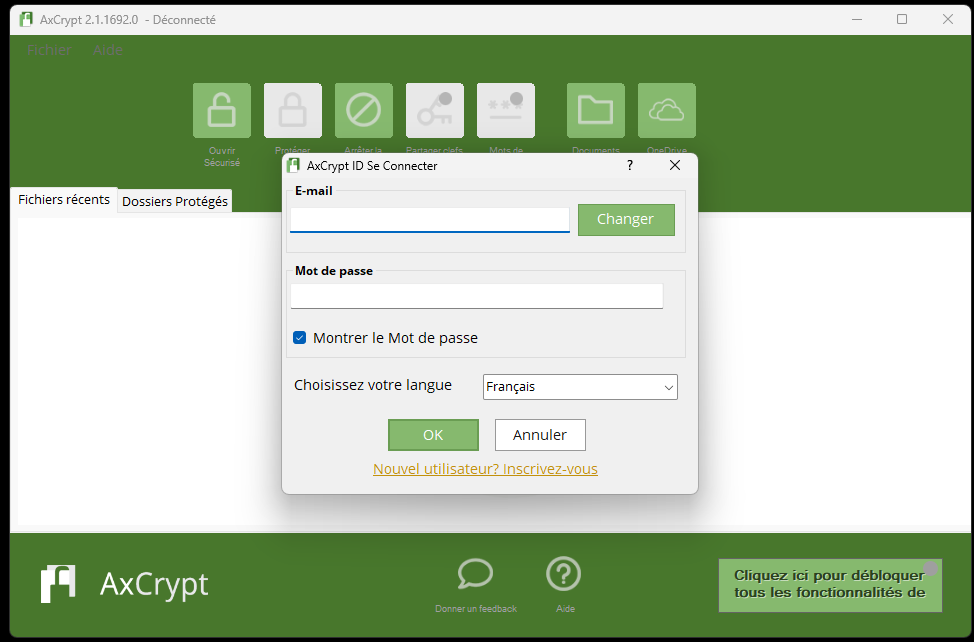 AxCrypt 2.1.1692.0 - Déconnecté
Fichier Aide
Ouvrir
Sécurisé
Protéger
Arrêter la
Partager clefs
Mots de
Documents
OneDrive
AxCrypt ID Se Connecter ?
E-mail
Changer
Fichiers récents
Dossiers Protégés
Mot de passe
Montrer le Mot de passe
Choisissez votre langue
Français
OK
Annuler
Nouvel utilisateur? Inscrivez-vous
AxCrypt
Donner un feedback
Aide
Cliquez ici pour débloquer
tous les fonctionnalités de